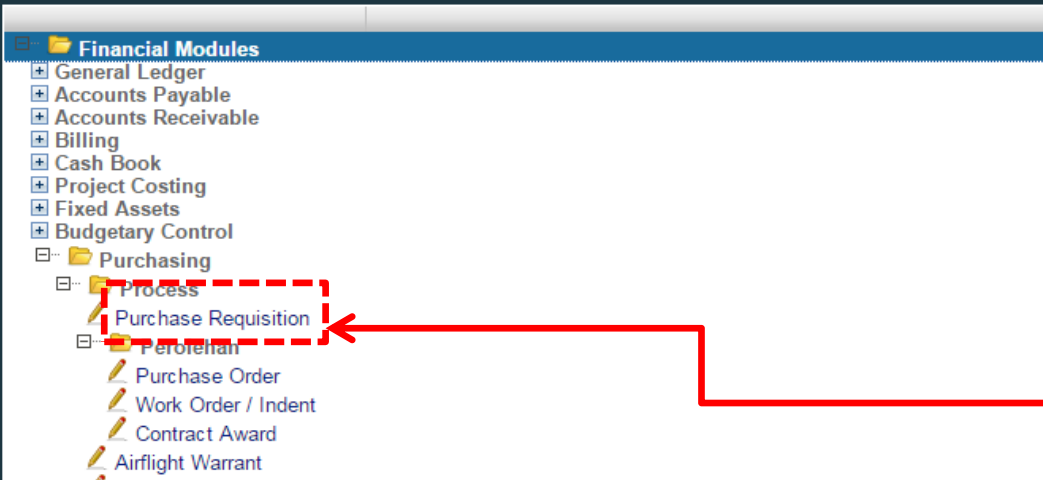 Financial Modules
General Ledger
Accounts Payable
Accounts Receivable
Billing
Cash Book
Project Costing
Fixed Assets
Budgetary Control
Purchasing
Process
Purchase Requisition
Perolehan
Purchase Order
Work Order / Indent
Contract Award
Airflight Warrant